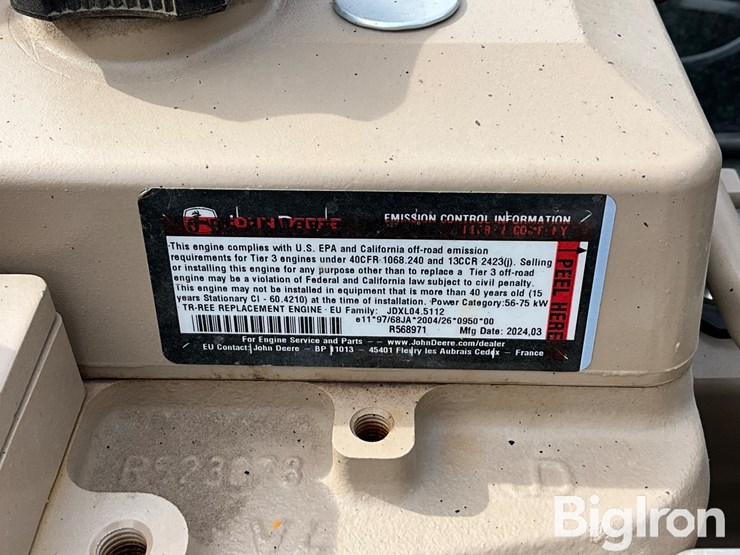 JOHN DEERE
EMISSION CONTROL INFORMATION
This engine complies with U.S. EPA and California off-road emission
requirements for Tier 3 engines under 40CFR 1068.240 and 13CCR 2423(j). Selling
or installing this engine for any purpose other than to replace a Tier 3 off-road
engine may be a violation of Federal and California law subject to civil penalty.
This engine may not be installed in equipment that is more than 40 years old (15
years Stationary CI - 60.4210) at the time of installation. Power Category:56-75 kW
TR-REE REPLACEMENT ENGINE - EU Family: JDXL04.5112
e11*97/68JA*2004/26*0950*00
R568971 Mfg Date: 2024,03
For Engine Service and Parts -- www.JohnDeere.com/dealer
EU Contact: John Deere - BP 11013 - 45401 Fleury les Aubrais Cedex - France
PEEL HERE
JD
BigIron